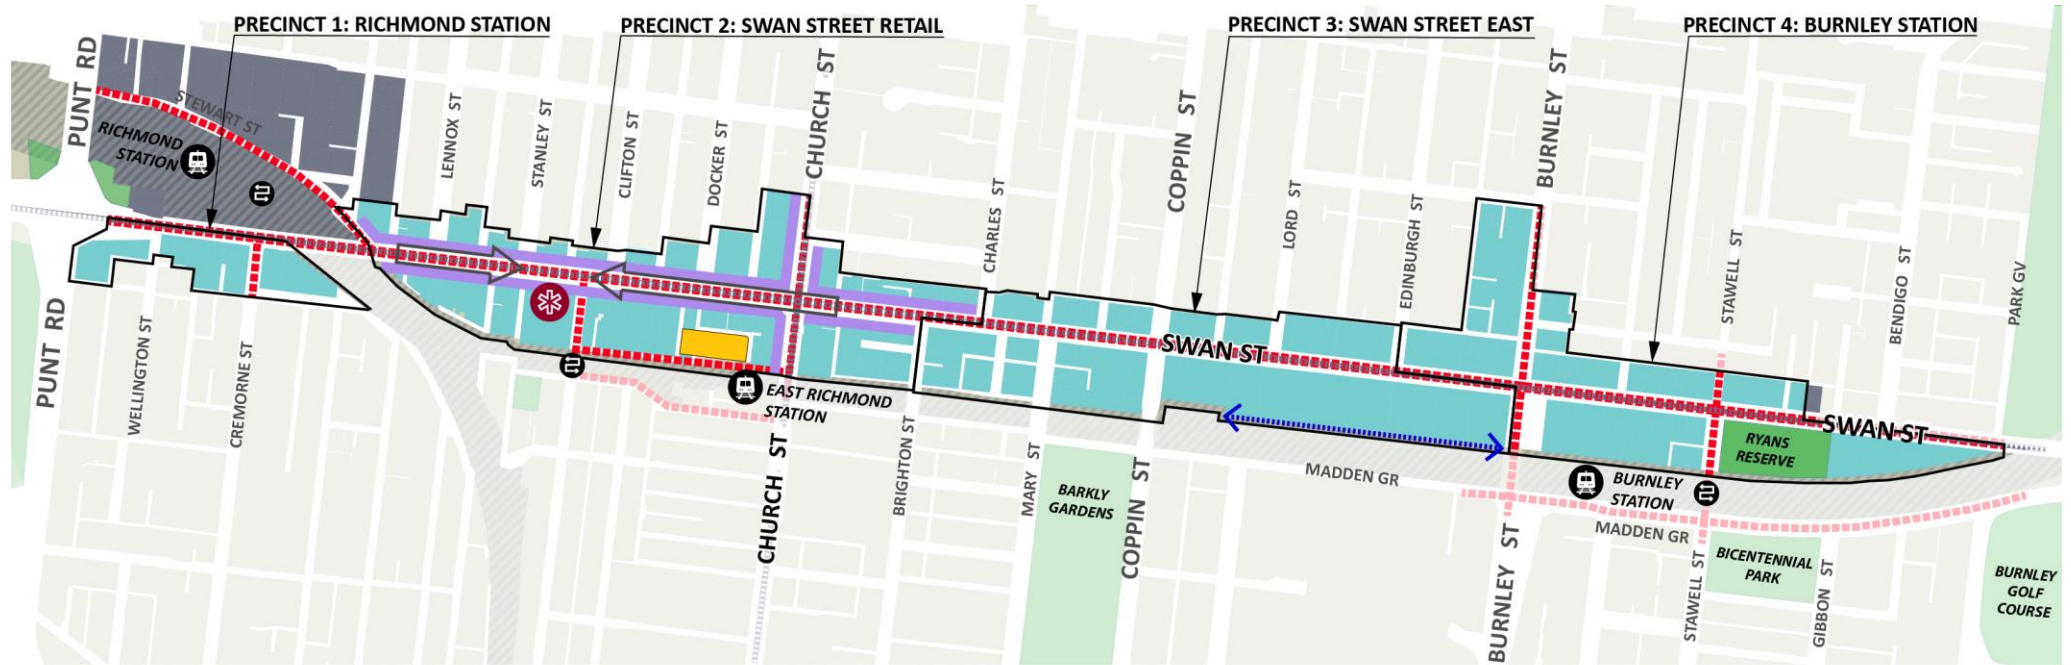 PRECINCT 1: RICHMOND STATION
PRECINCT 2: SWAN STREET RETAIL
PRECINCT 3: SWAN STREET EAST
PRECINCT 4: BURNLEY STATION
PUNT RD
STEWART ST
RICHMOND
STATION
LENNOX ST
STANLEY ST
CLIFTON ST
DOCKER ST
CHURCH ST
CHARLES ST
COPPIN ST
LORD ST
EDINBURGH ST
BURNLEY ST
STAWELL ST
BENDIGO ST
PARK GV
SWAN ST
SWAN ST
PUNT RD
WELLINGTON ST
CREMORNE ST
EAST RICHMOND
STATION
CHURCH ST
BRIGHTON ST
MARY ST
BARKLY
GARDENS
COPPIN ST
MADDEN GR
BURNLEY ST
BURNLEY
STATION
MADDEN GR
RYANS
RESERVE
STAWELL ST
BICENTENNIAL
PARK
GIBBON ST
BURNLEY
GOLF
COURSE